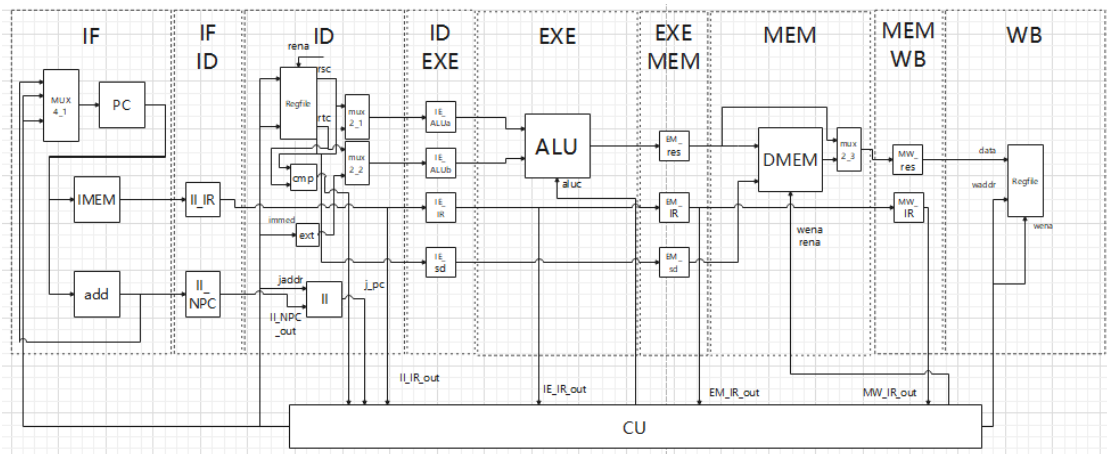 IF
IF
ID
ID
ID
EXE
EXE
EXE
MEM
MEM
MEM
WB
WB
rena
rsc
MUX
4_1
PC
Regfile
rtc
mux
2_1
mux
2_2
cmp
IE_
ALUa
IE_
ALUb
ALU
aluc
EM_
res
DMEM
mux
2_3
MW_
res
data
waddr
Regfile
wena
IMEM
II_IR
IE_
IR
EM_
IR
MW_
IR
immed
ext
wena
rena
IE_
sd
EM_
sd
add
II_
NPC
jaddr
II
j_pc
II_NPC
_out
II_IR_out
IE_IR_out
EM_IR_out
MW_IR_out
CU